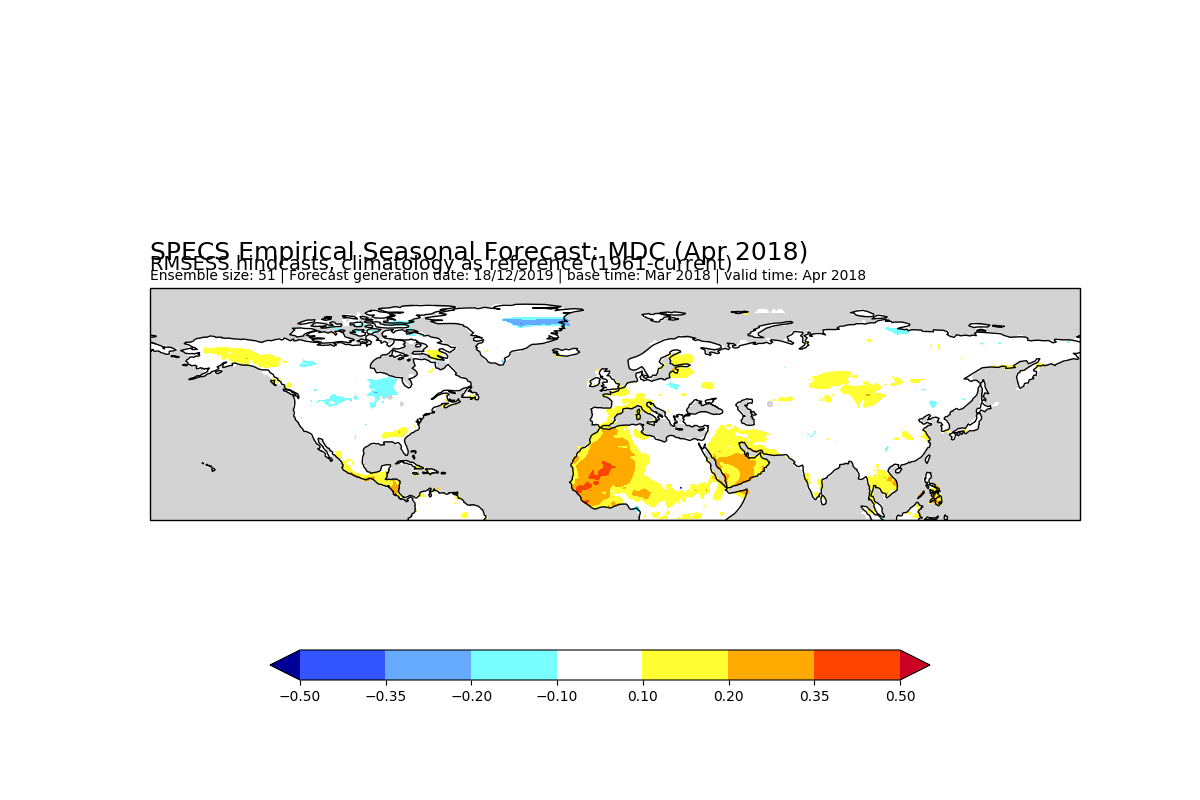 SPECS Empirical Seasonal Forecast: MDC (Apr 2018)
RMSESS hindcasts, climatology as reference (1961-current)
Ensemble size: 51 | Forecast generation date: 18/12/2019 | base time: Mar 2018 | valid time: Apr 2018
−0.50 −0.35 −0.20 −0.10 0.10 0.20 0.35 0.50